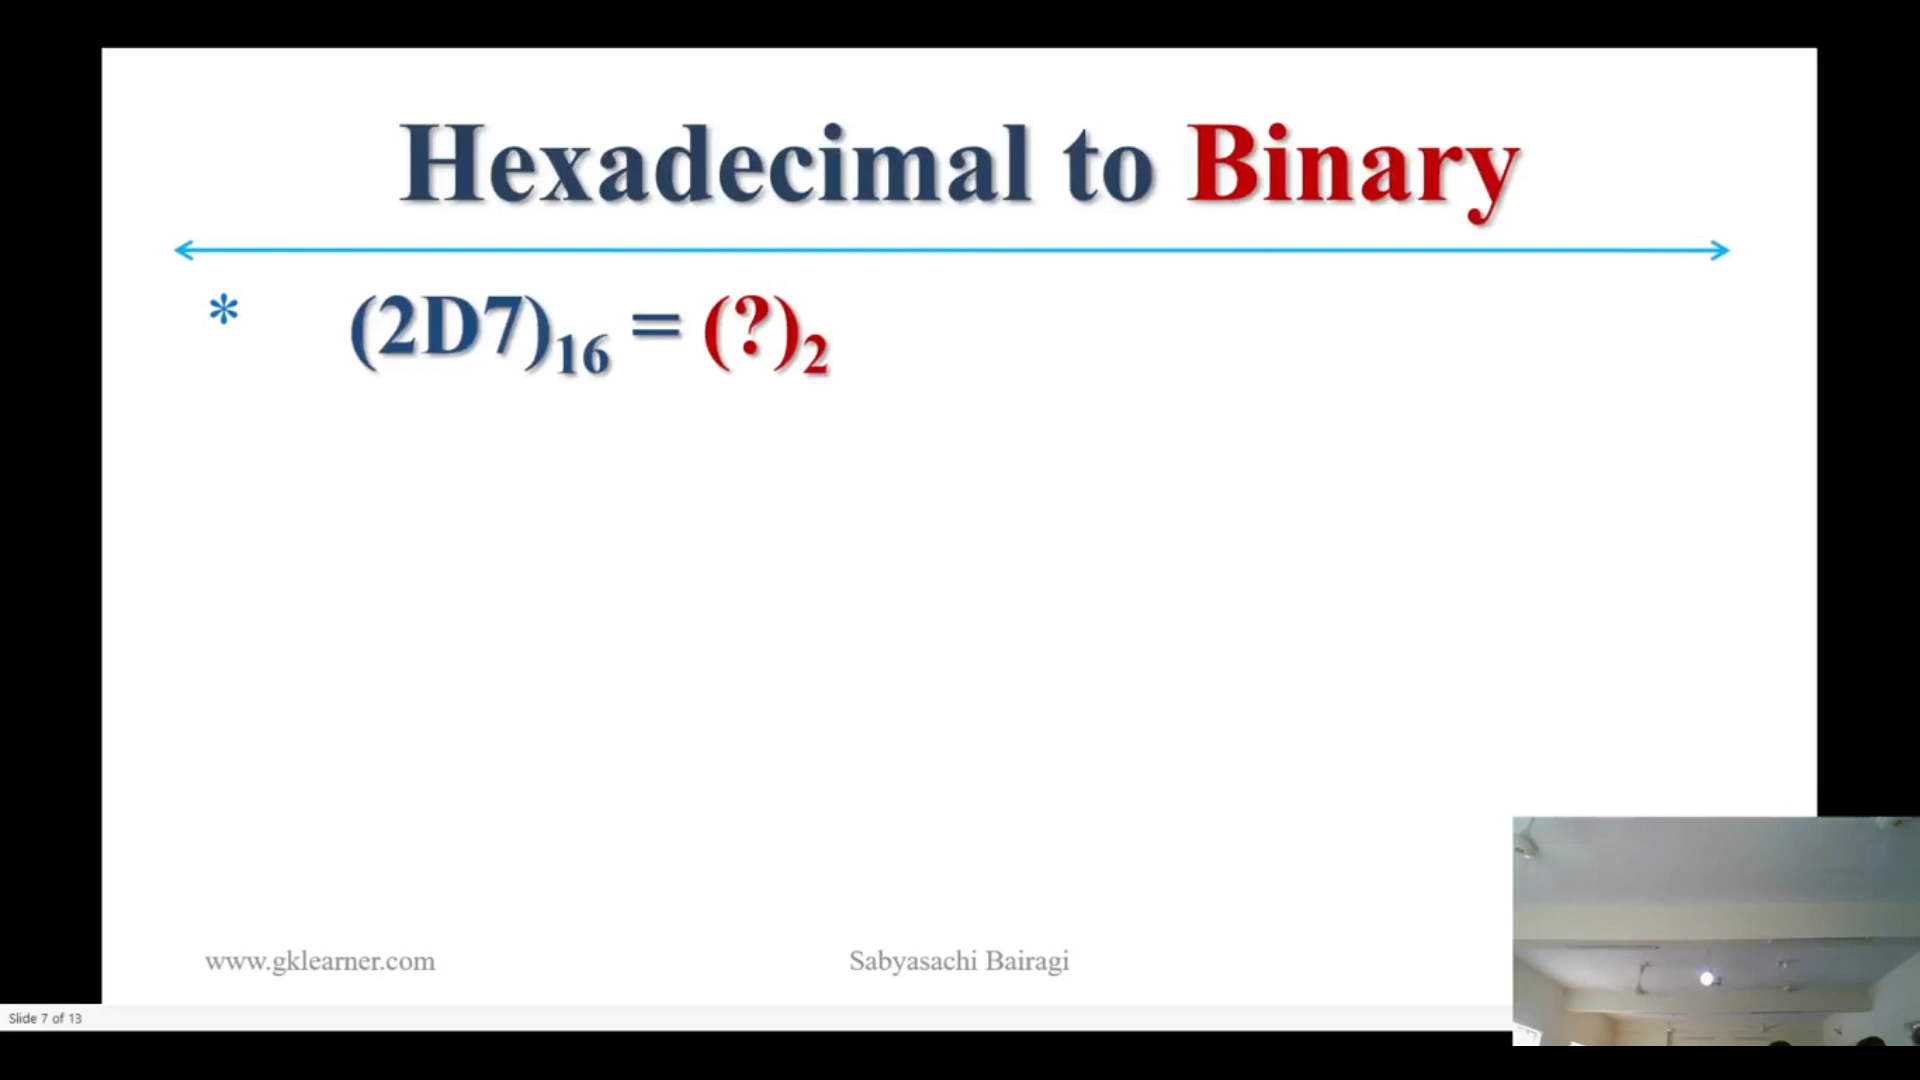 Hexadecimal to Binary
* (2D7)₁₆ = (?)₂
www.gklearner.com
Sabyasachi Bairagi
Slide 7 of 13